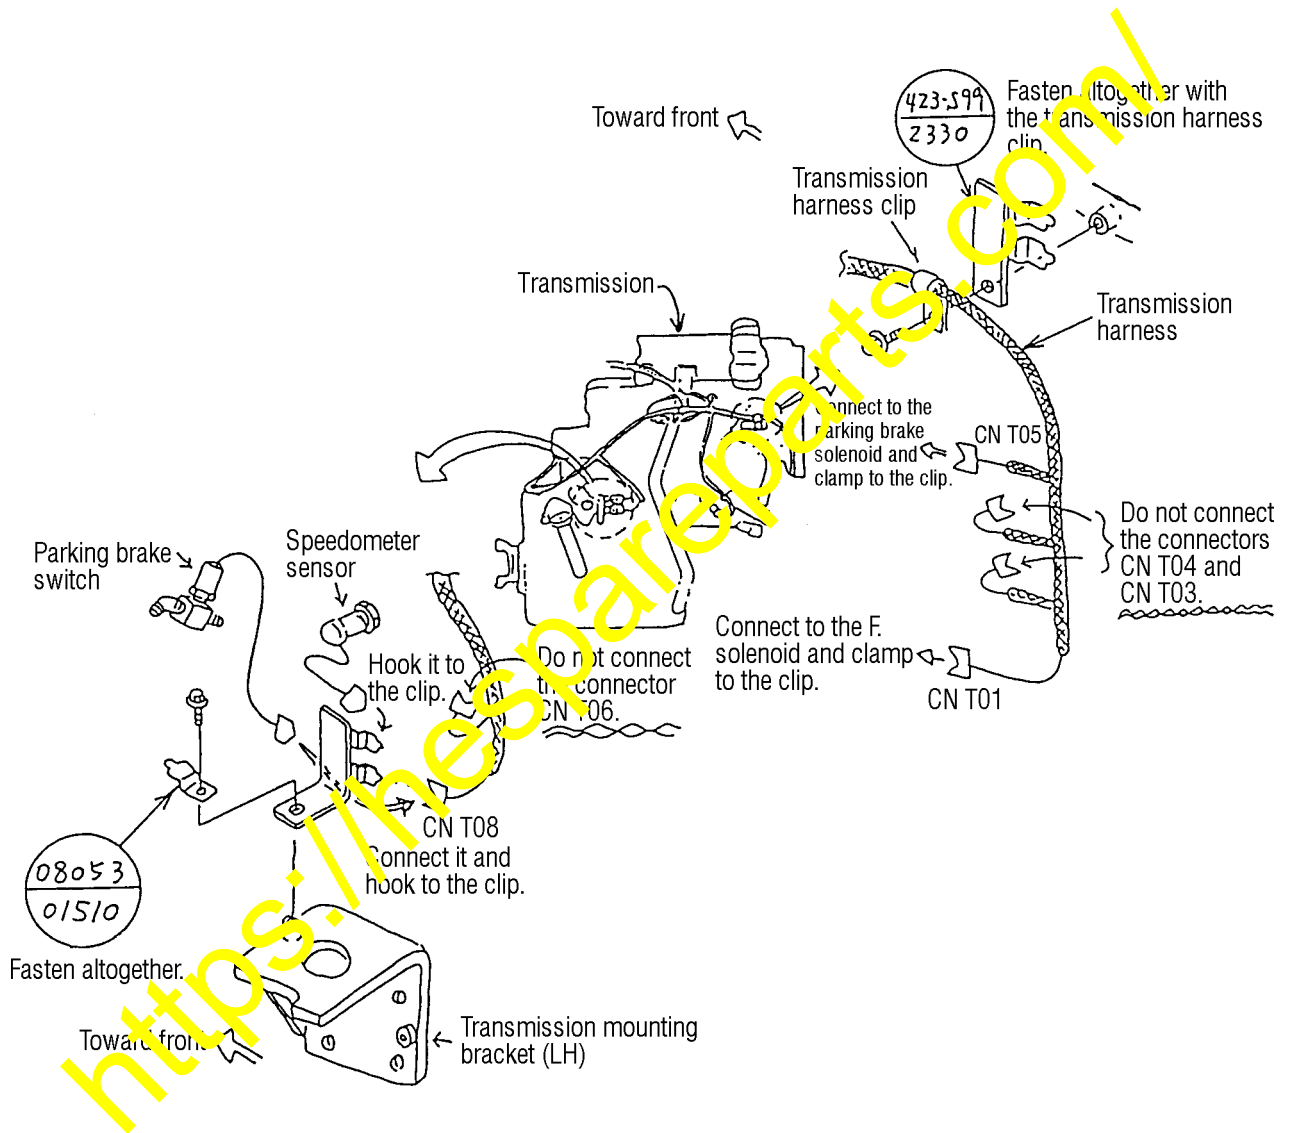 423-S99
2330
Fasten altogether with
the transmission harness
clip.
Toward front
Transmission
harness clip
Transmission
Transmission
harness
Connect to the
parking brake
solenoid and
clamp to the clip.
CN T05
Do not connect
the connectors
CN T04 and
CN T03.
Parking brake
switch
Speedometer
sensor
Hook it to
the clip.
Do not connect
the connector
CN T06.
Connect to the F.
solenoid and clamp
to the clip.
CN T01
CN T08
Connect it and
hook to the clip.
08053
01510
Fasten altogether.
Toward front
Transmission mounting
bracket (LH)
https://hespareparts.com/